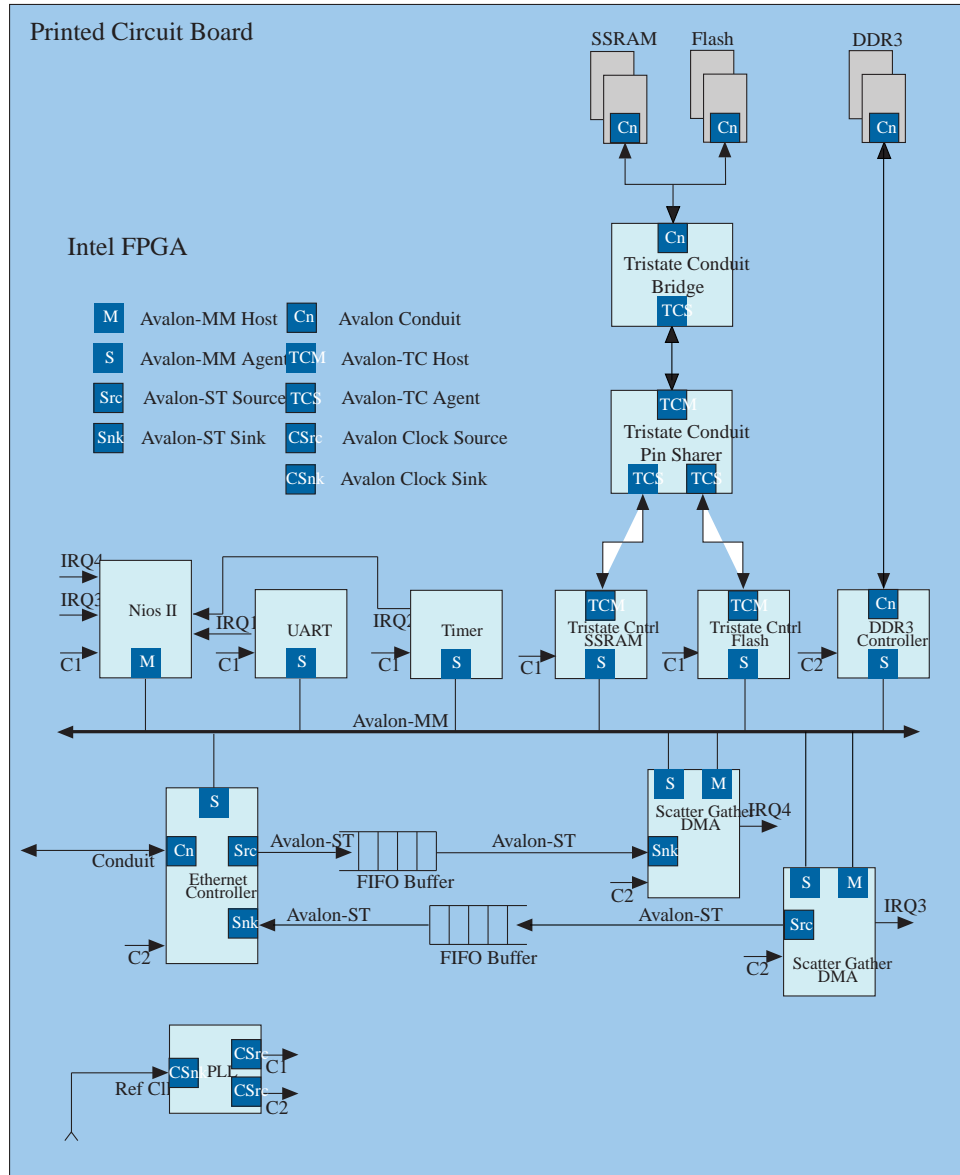 Printed Circuit Board
SSRAM
Flash
DDR3
Cn
Cn
Cn
Cn
Tristate Conduit
Bridge
TCS
Intel FPGA
M Avalon-MM Host
Cn Avalon Conduit
S Avalon-MM Agent
TCM Avalon-TC Host
Src Avalon-ST Source
TCS Avalon-TC Agent
Snk Avalon-ST Sink
CSrc Avalon Clock Source
CSnk Avalon Clock Sink
TCM
Tristate Conduit
Pin Sharer
TCS
TCS
IRQ4
IRQ3
Nios II
C1
M
IRQ1
UART
C1
S
IRQ2
Timer
C1
S
TCM
Tristate Cntrl
SSRAM
C1
S
TCM
Tristate Cntrl
Flash
C1
S
Cn
DDR3
Controller
C2
S
Avalon-MM
S
Cn
Src
Conduit
Ethernet
Controller
Snk
C2
Avalon-ST
FIFO Buffer
Avalon-ST
S
M
Scatter Gather
DMA
IRQ4
Snk
C2
Avalon-ST
FIFO Buffer
Avalon-ST
S
M
Src
IRQ3
C2
Scatter Gather
DMA
CSnk
PLL
CSrc
C1
CSrc
C2